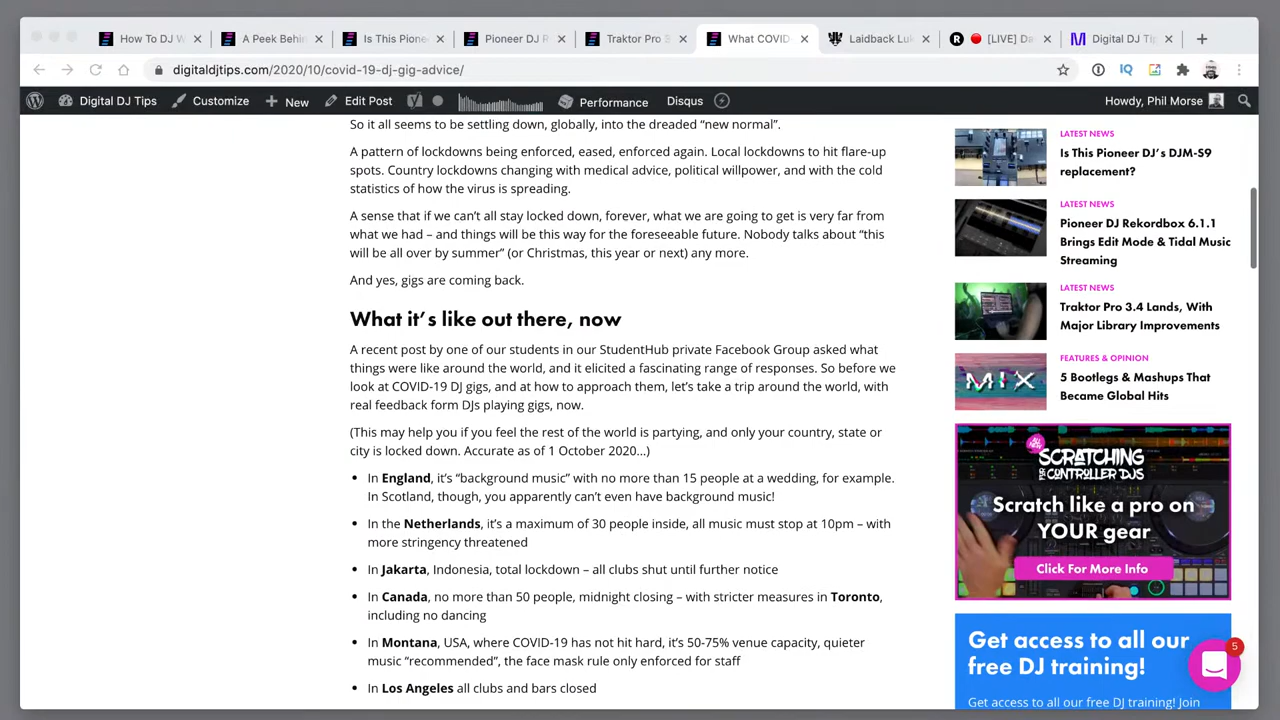 How To DJ W
A Peek Behin
Is This Pione
Pioneer DJ R
Traktor Pro 3
What COVID
Laidback Luk
[LIVE] Da
Digital DJ Tip
digitaldjtips.com/2020/10/covid-19-dj-gig-advice/
Digital DJ Tips
Customize
New
Edit Post
Performance
Disqus
Howdy, Phil Morse
So it all seems to be settling down, globally, into the dreaded “new normal”.
A pattern of lockdowns being enforced, eased, enforced again. Local lockdowns to hit flare-up
spots. Country lockdowns changing with medical advice, political willpower, and with the cold
statistics of how the virus is spreading.
A sense that if we can’t all stay locked down, forever, what we are going to get is very far from
what we had – and things will be this way for the foreseeable future. Nobody talks about “this
will be all over by summer” (or Christmas, this year or next) any more.
And yes, gigs are coming back.
What it’s like out there, now
A recent post by one of our students in our StudentHub private Facebook Group asked what
things were like around the world, and it elicited a fascinating range of responses. So before we
look at COVID-19 DJ gigs, and at how to approach them, let’s take a trip around the world, with
real feedback form DJs playing gigs, now.
(This may help you if you feel the rest of the world is partying, and only your country, state or
city is locked down. Accurate as of 1 October 2020…)
In England, it’s “background music” with no more than 15 people at a wedding, for example.
In Scotland, though, you apparently can’t even have background music!
In the Netherlands, it’s a maximum of 30 people inside, all music must stop at 10pm – with
more stringency threatened
In Jakarta, Indonesia, total lockdown – all clubs shut until further notice
In Canada, no more than 50 people, midnight closing – with stricter measures in Toronto,
including no dancing
In Montana, USA, where COVID-19 has not hit hard, it’s 50-75% venue capacity, quieter
music “recommended”, the face mask rule only enforced for staff
In Los Angeles all clubs and bars closed
LATEST NEWS
Is This Pioneer DJ’s DJM-S9
replacement?
LATEST NEWS
Pioneer DJ Rekordbox 6.1.1
Brings Edit Mode & Tidal Music
Streaming
LATEST NEWS
Traktor Pro 3.4 Lands, With
Major Library Improvements
FEATURES & OPINION
5 Bootlegs & Mashups That
Became Global Hits
MIX
SCRATCHING
FOR CONTROLLER DJS
Scratch like a pro on
YOUR gear
Click For More Info
Get access to all our
free DJ training!
Get access to all our free DJ training! Join
5